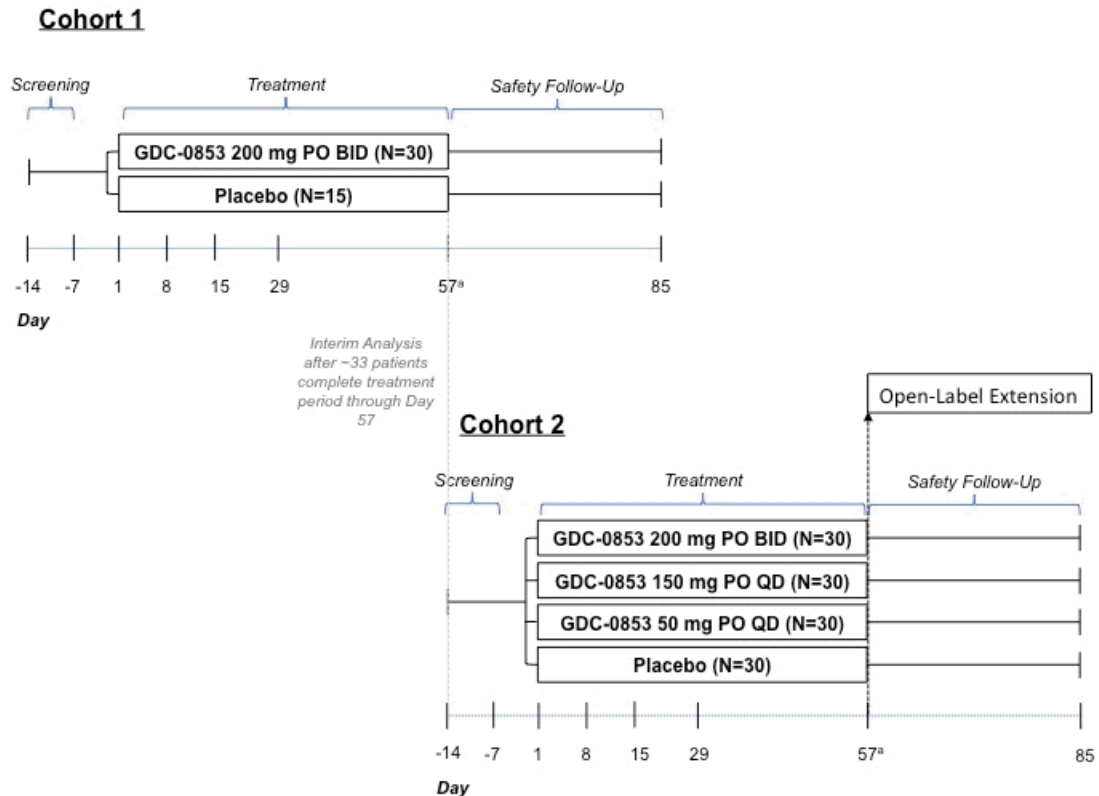 Cohort 1
Screening
Treatment
Safety Follow-Up
GDC-0853 200 mg PO BID (N=30)
Placebo (N=15)
-14 -7 1 8 15 29 57ᵃ 85
Day
Interim Analysis
after ~33 patients
complete treatment
period through Day
57
Open-Label Extension
Cohort 2
Screening
Treatment
Safety Follow-Up
GDC-0853 200 mg PO BID (N=30)
GDC-0853 150 mg PO QD (N=30)
GDC-0853 50 mg PO QD (N=30)
Placebo (N=30)
-14 -7 1 8 15 29 57ᵃ 85
Day